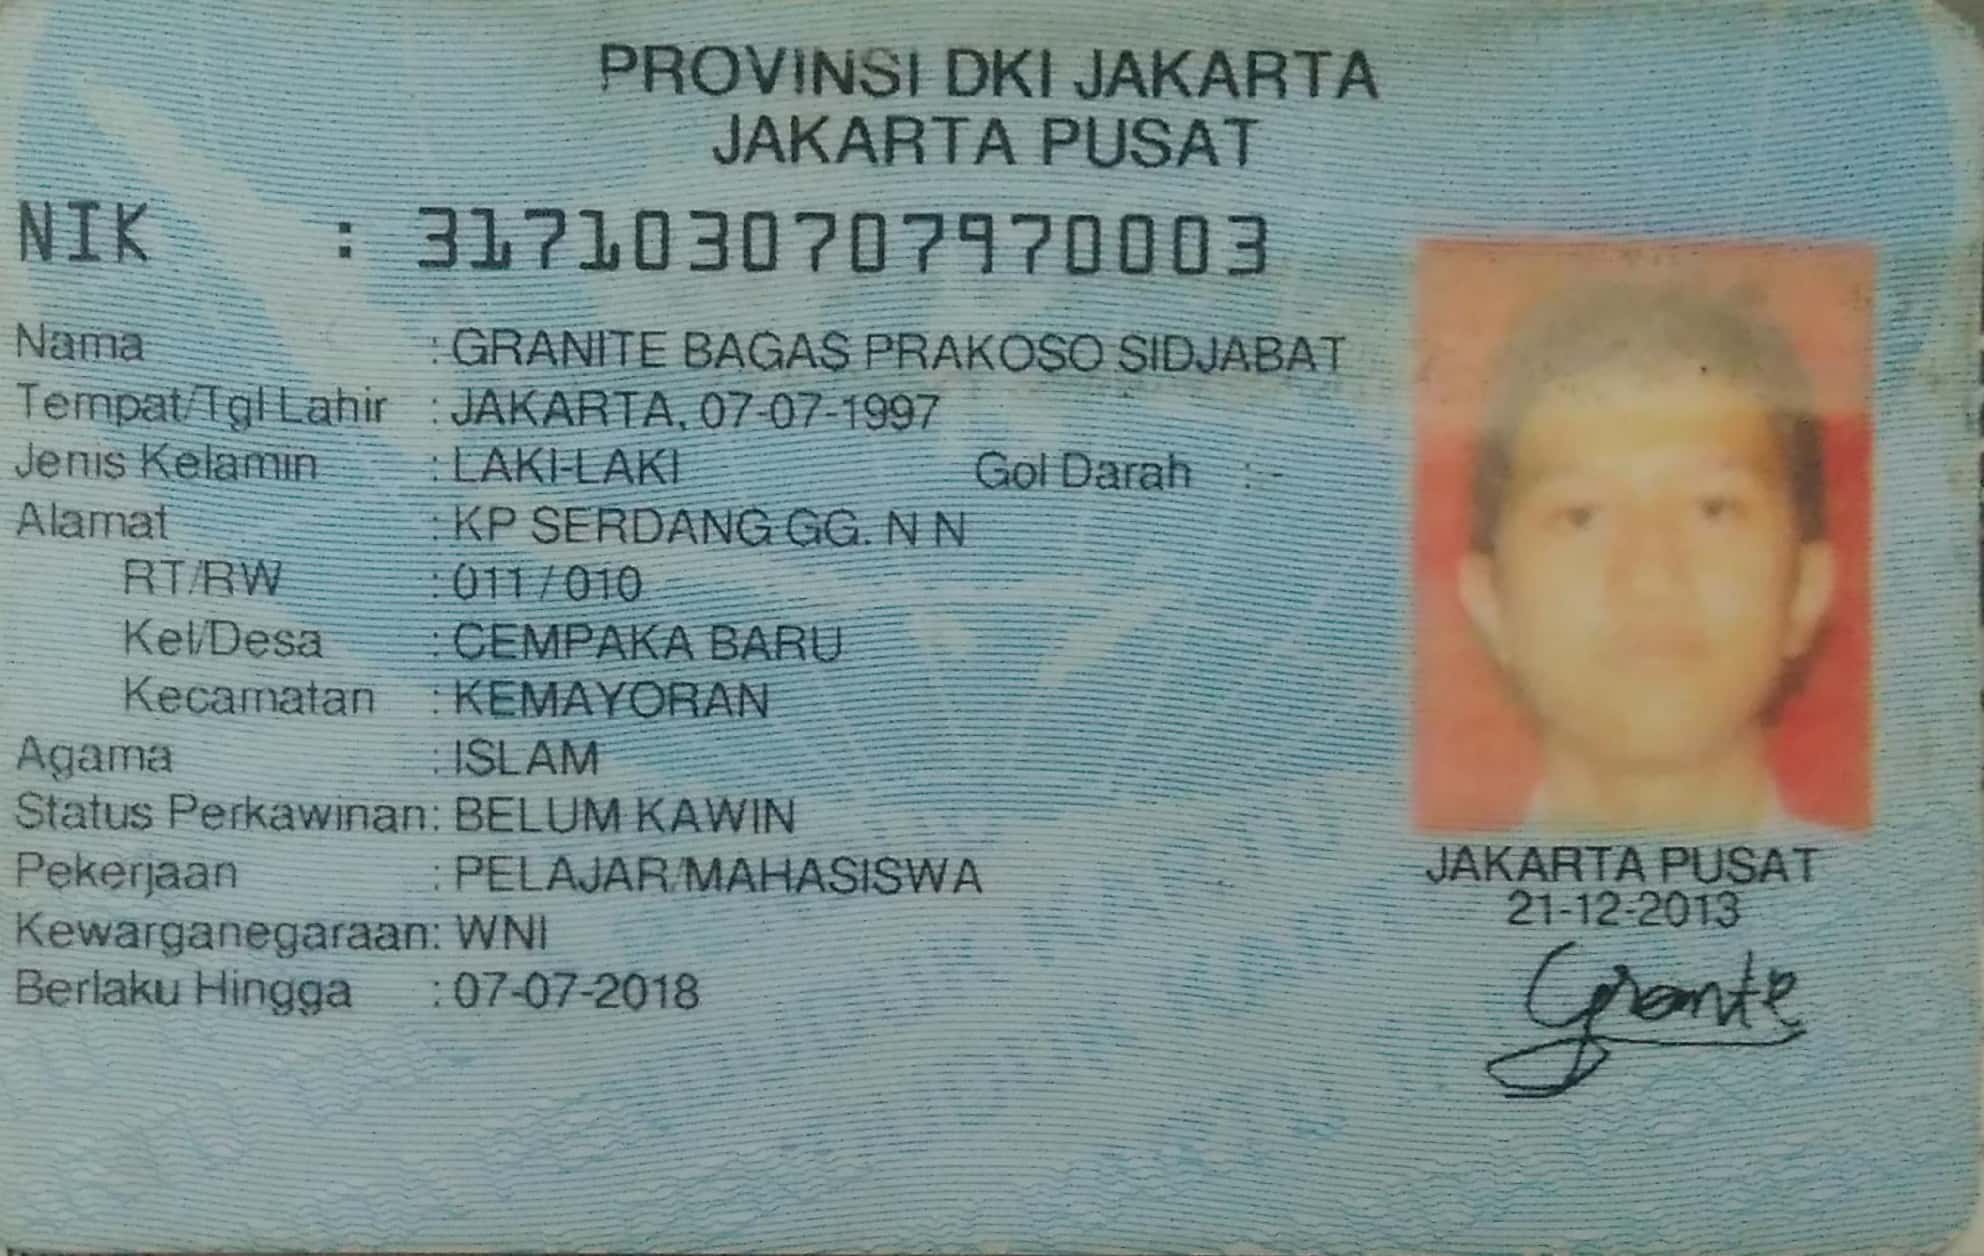 PROVINSI DKI JAKARTA
JAKARTA PUSAT
NIK : 3171030707970003
Nama : GRANITE BAGAS PRAKOSO SIDJABAT
Tempat/Tgl Lahir : JAKARTA, 07-07-1997
Jenis Kelamin : LAKI-LAKI Gol Darah : -
Alamat : KP SERDANG GG. N N
RT/RW : 011 / 010
Kel/Desa : CEMPAKA BARU
Kecamatan : KEMAYORAN
Agama : ISLAM
Status Perkawinan: BELUM KAWIN
Pekerjaan : PELAJAR/MAHASISWA
Kewarganegaraan: WNI
Berlaku Hingga : 07-07-2018
JAKARTA PUSAT
21-12-2013
Granite